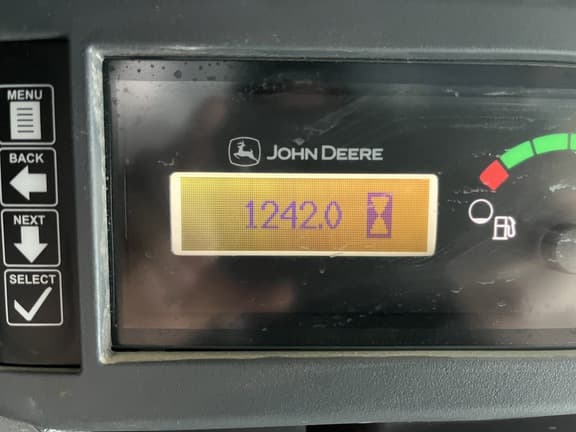 MENU
BACK
NEXT
SELECT
JOHN DEERE
1242.0